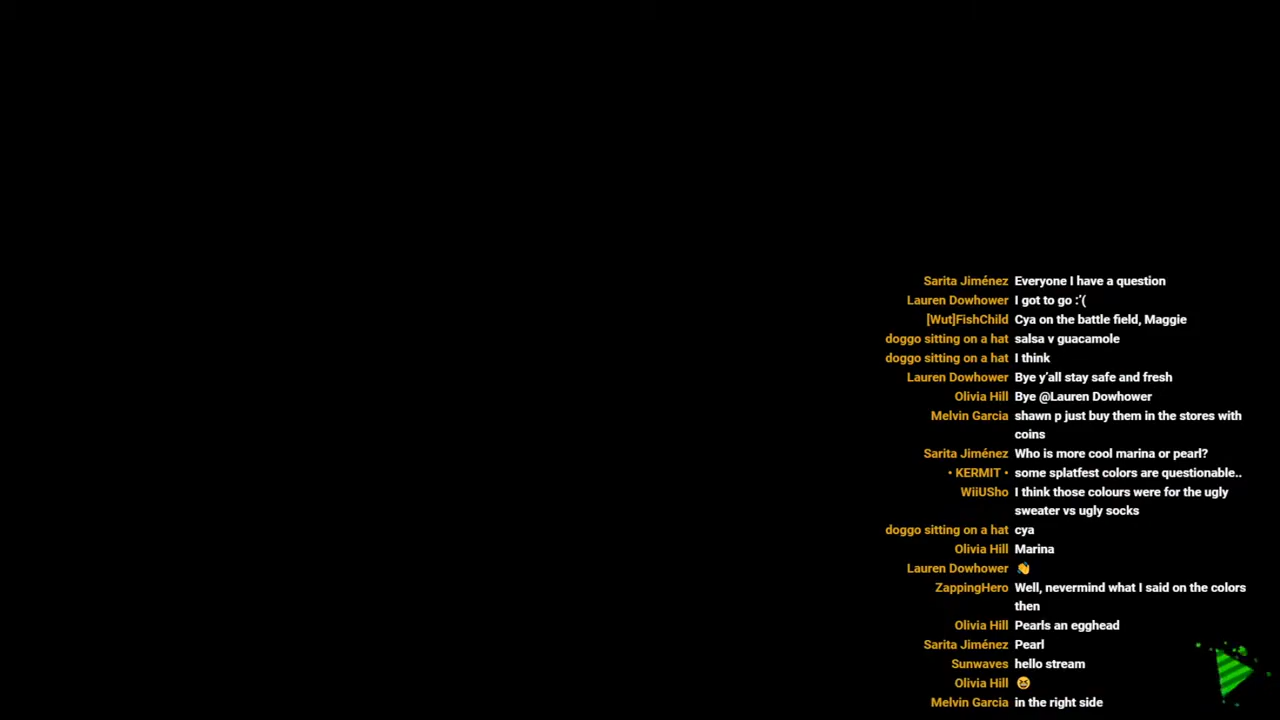 Sarita Jiménez Everyone I have a question
Lauren Dowhower I got to go :'(
[Wut]FishChild Cya on the battle field, Maggie
doggo sitting on a hat salsa v guacamole
doggo sitting on a hat I think
Lauren Dowhower Bye y'all stay safe and fresh
Olivia Hill Bye @Lauren Dowhower
Melvin Garcia shawn p just buy them in the stores with
coins
Sarita Jiménez Who is more cool marina or pearl?
• KERMIT • some splatfest colors are questionable..
WiiUSho I think those colours were for the ugly
sweater vs ugly socks
doggo sitting on a hat cya
Olivia Hill Marina
Lauren Dowhower 👋
ZappingHero Well, nevermind what I said on the colors
then
Olivia Hill Pearls an egghead
Sarita Jiménez Pearl
Sunwaves hello stream
Olivia Hill 😆
Melvin Garcia in the right side